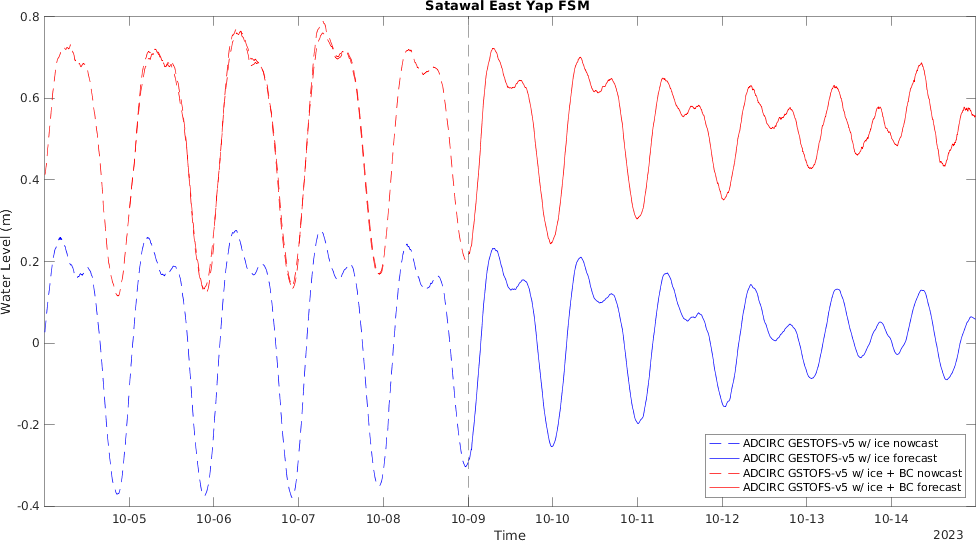 Satawal East Yap FSM
0.8
0.6
0.4
0.2
0
-0.2
-0.4
Water Level (m)
10-05
10-06
10-07
10-08
10-09
10-10
10-11
10-12
10-13
10-14
Time
2023
ADCIRC GESTOFS-v5 w/ ice nowcast
ADCIRC GESTOFS-v5 w/ ice forecast
ADCIRC GSTOFS-v5 w/ ice + BC nowcast
ADCIRC GSTOFS-v5 w/ ice + BC forecast